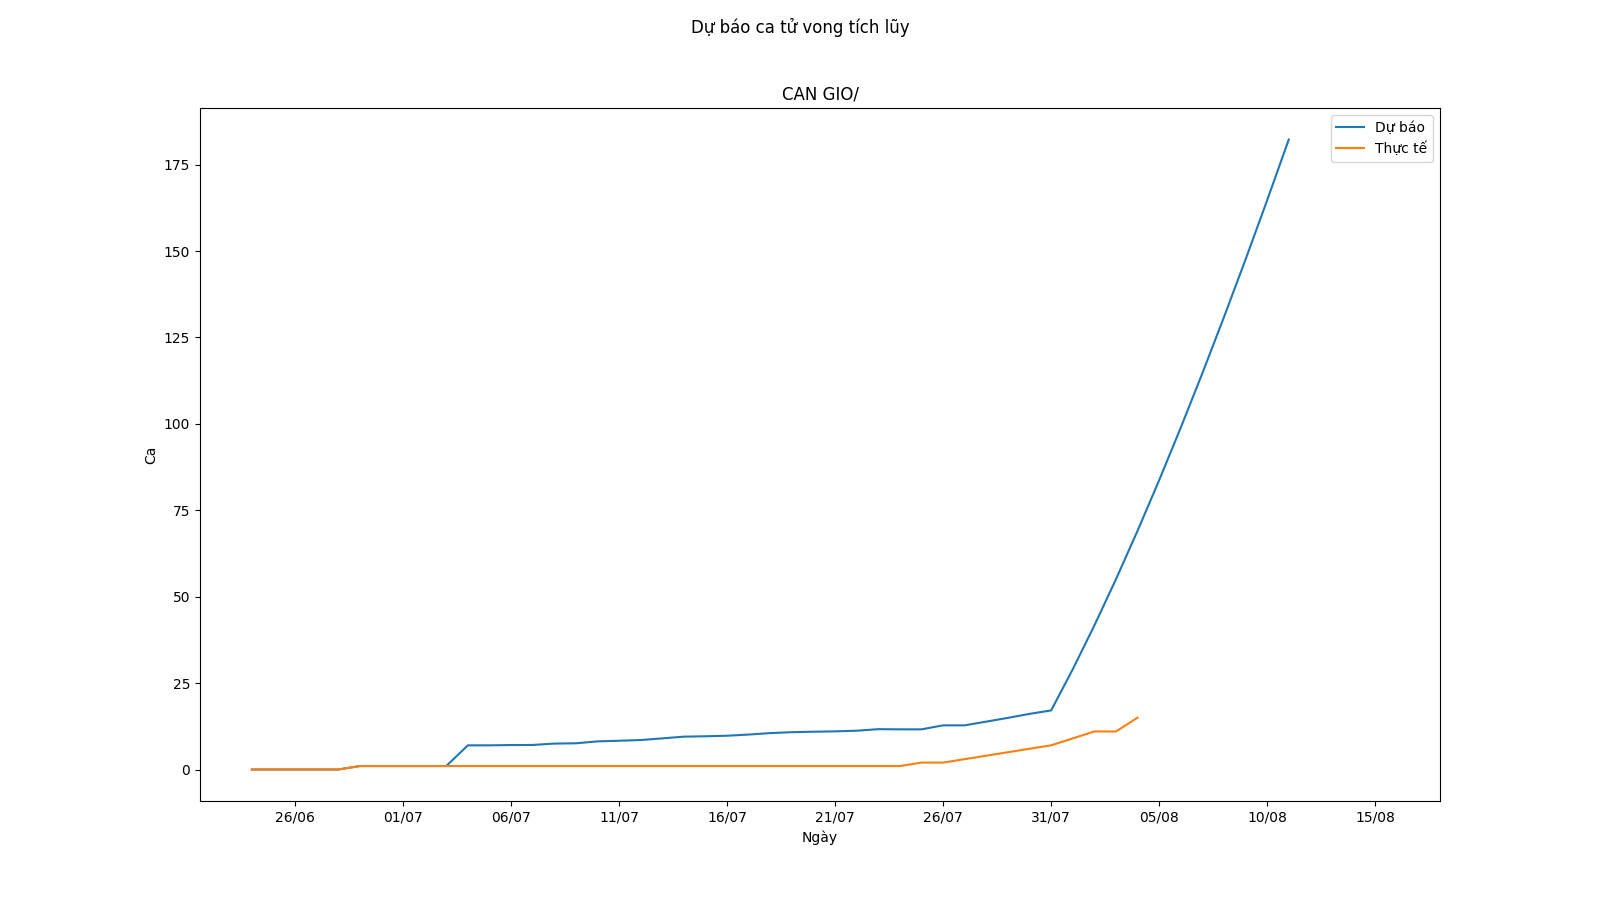 Dự báo ca tử vong tích lũy
CAN GIO/
Dự báo
Thực tế
175
150
125
100
75
50
25
0
Ca
26/06 01/07 06/07 11/07 16/07 21/07 26/07 31/07 05/08 10/08 15/08
Ngày